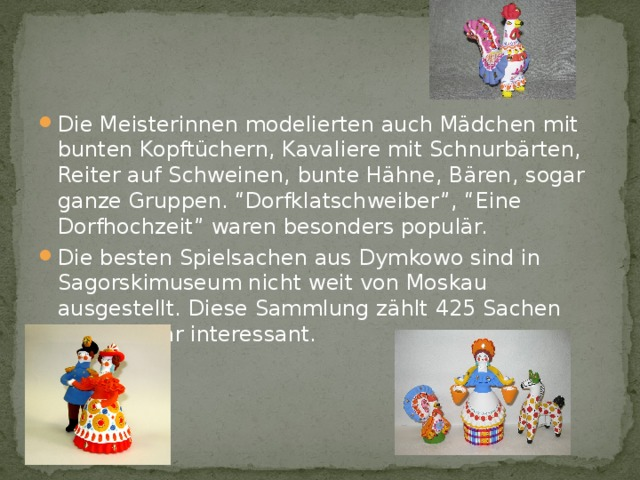 Die Meisterinnen modelierten auch Mädchen mit
bunten Kopftüchern, Kavaliere mit Schnurbärten,
Reiter auf Schweinen, bunte Hähne, Bären, sogar
ganze Gruppen. “Dorfklatschweiber”, “Eine
Dorfhochzeit” waren besonders populär.
Die besten Spielsachen aus Dymkowo sind in
Sagorskimuseum nicht weit von Moskau
ausgestellt. Diese Sammlung zählt 425 Sachen
interessant.